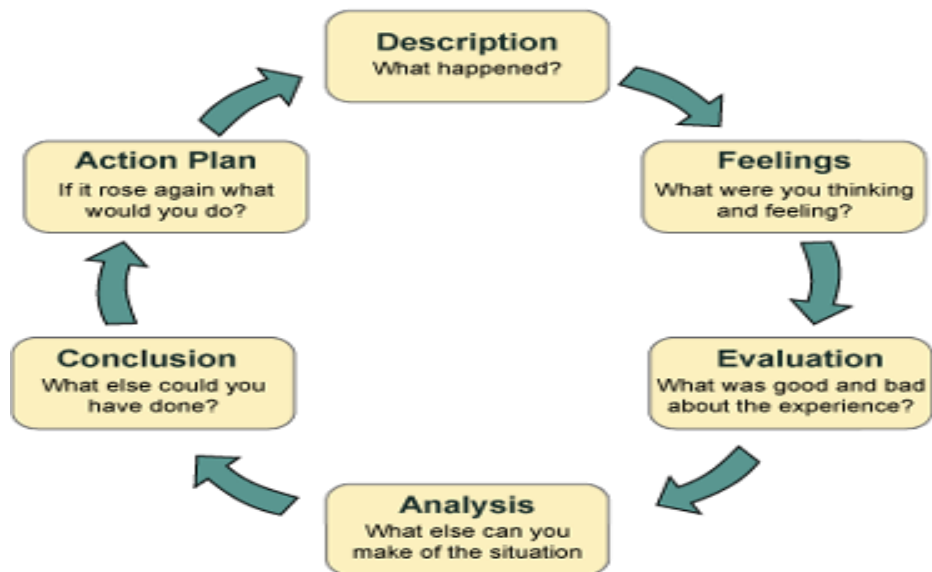 Description
What happened?
Feelings
What were you thinking
and feeling?
Evaluation
What was good and bad
about the experience?
Analysis
What else can you
make of the situation
Conclusion
What else could you
have done?
Action Plan
If it rose again what
would you do?